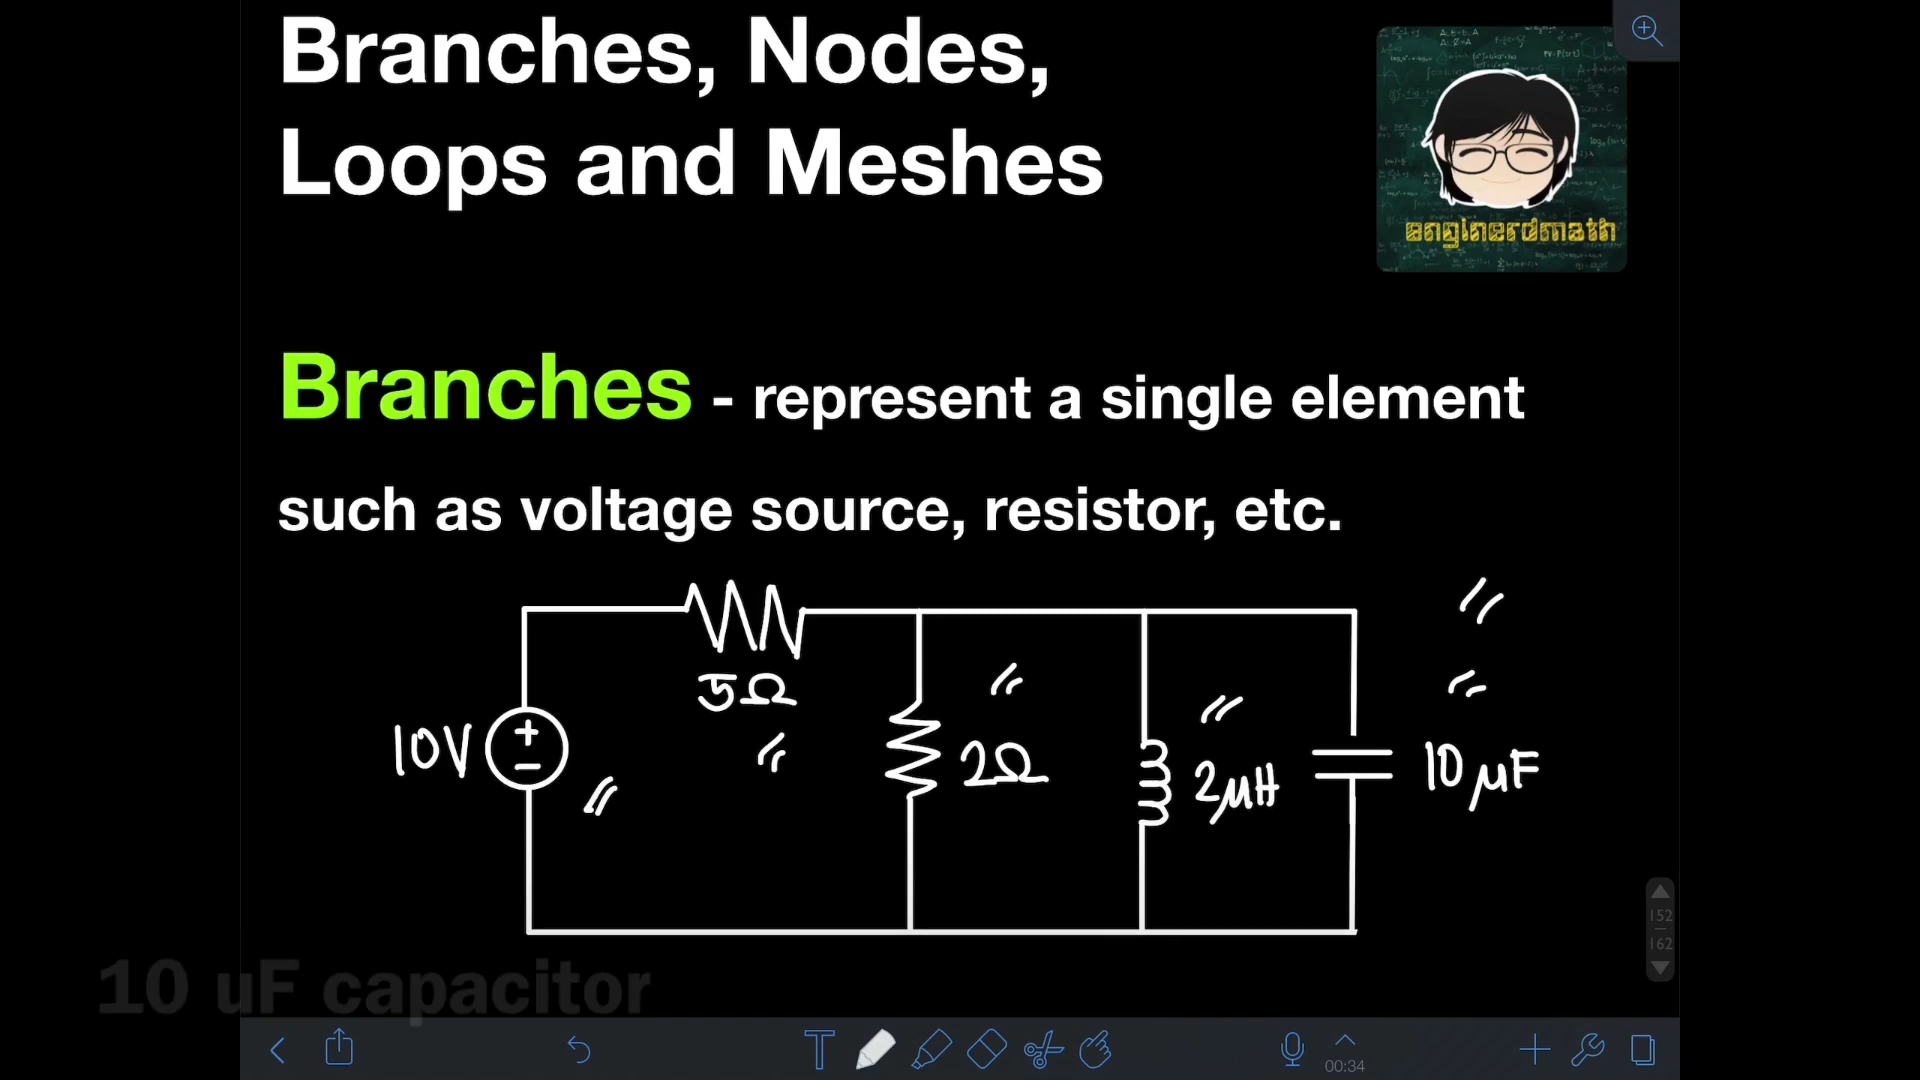 Branches, Nodes,
Loops and Meshes
enginerdmath
Branches - represent a single element
such as voltage source, resistor, etc.
5Ω
10V
+
−
2Ω
2μH
10μF
152
162
10 uF capacitor
T
00:34